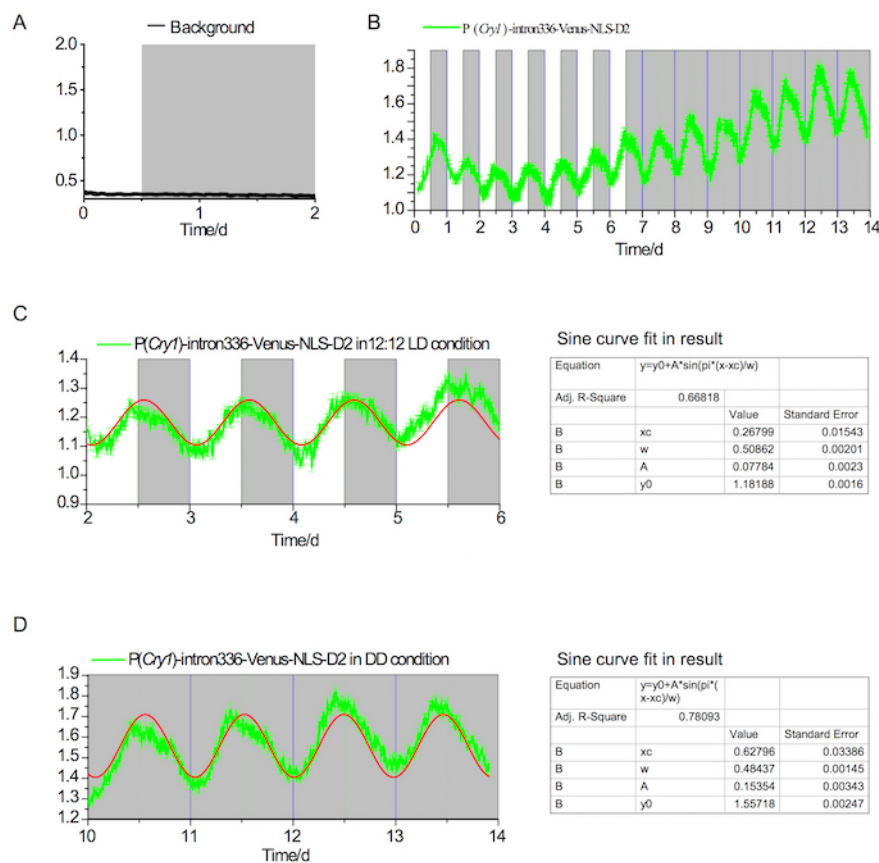 A
Background
2.0
1.5
1.0
0.5
0 1 2
Time/d
B
P (Cry1)-intron336-Venus-NLS-D2
1.8
1.6
1.4
1.2
1.0
0 1 2 3 4 5 6 7 8 9 10 11 12 13 14
Time/d
C
P(Cry1)-intron336-Venus-NLS-D2 in12:12 LD condition
1.4
1.3
1.2
1.1
1.0
0.9
2 3 4 5 6
Time/d
Sine curve fit in result
Equation y=y0+A*sin(pi*(x-xc)/w)
Adj. R-Square 0.66818
Value Standard Error
B xc 0.26799 0.01543
B w 0.50862 0.00201
B A 0.07784 0.0023
B y0 1.18188 0.0016
D
P(Cry1)-intron336-Venus-NLS-D2 in DD condition
1.9
1.8
1.7
1.6
1.5
1.4
1.3
1.2
10 11 12 13 14
Time/d
Sine curve fit in result
Equation y=y0+A*sin(pi*(
x-xc)/w)
Adj. R-Square 0.78093
Value Standard Error
B xc 0.62796 0.03386
B w 0.48437 0.00145
B A 0.15354 0.00343
B y0 1.55718 0.00247